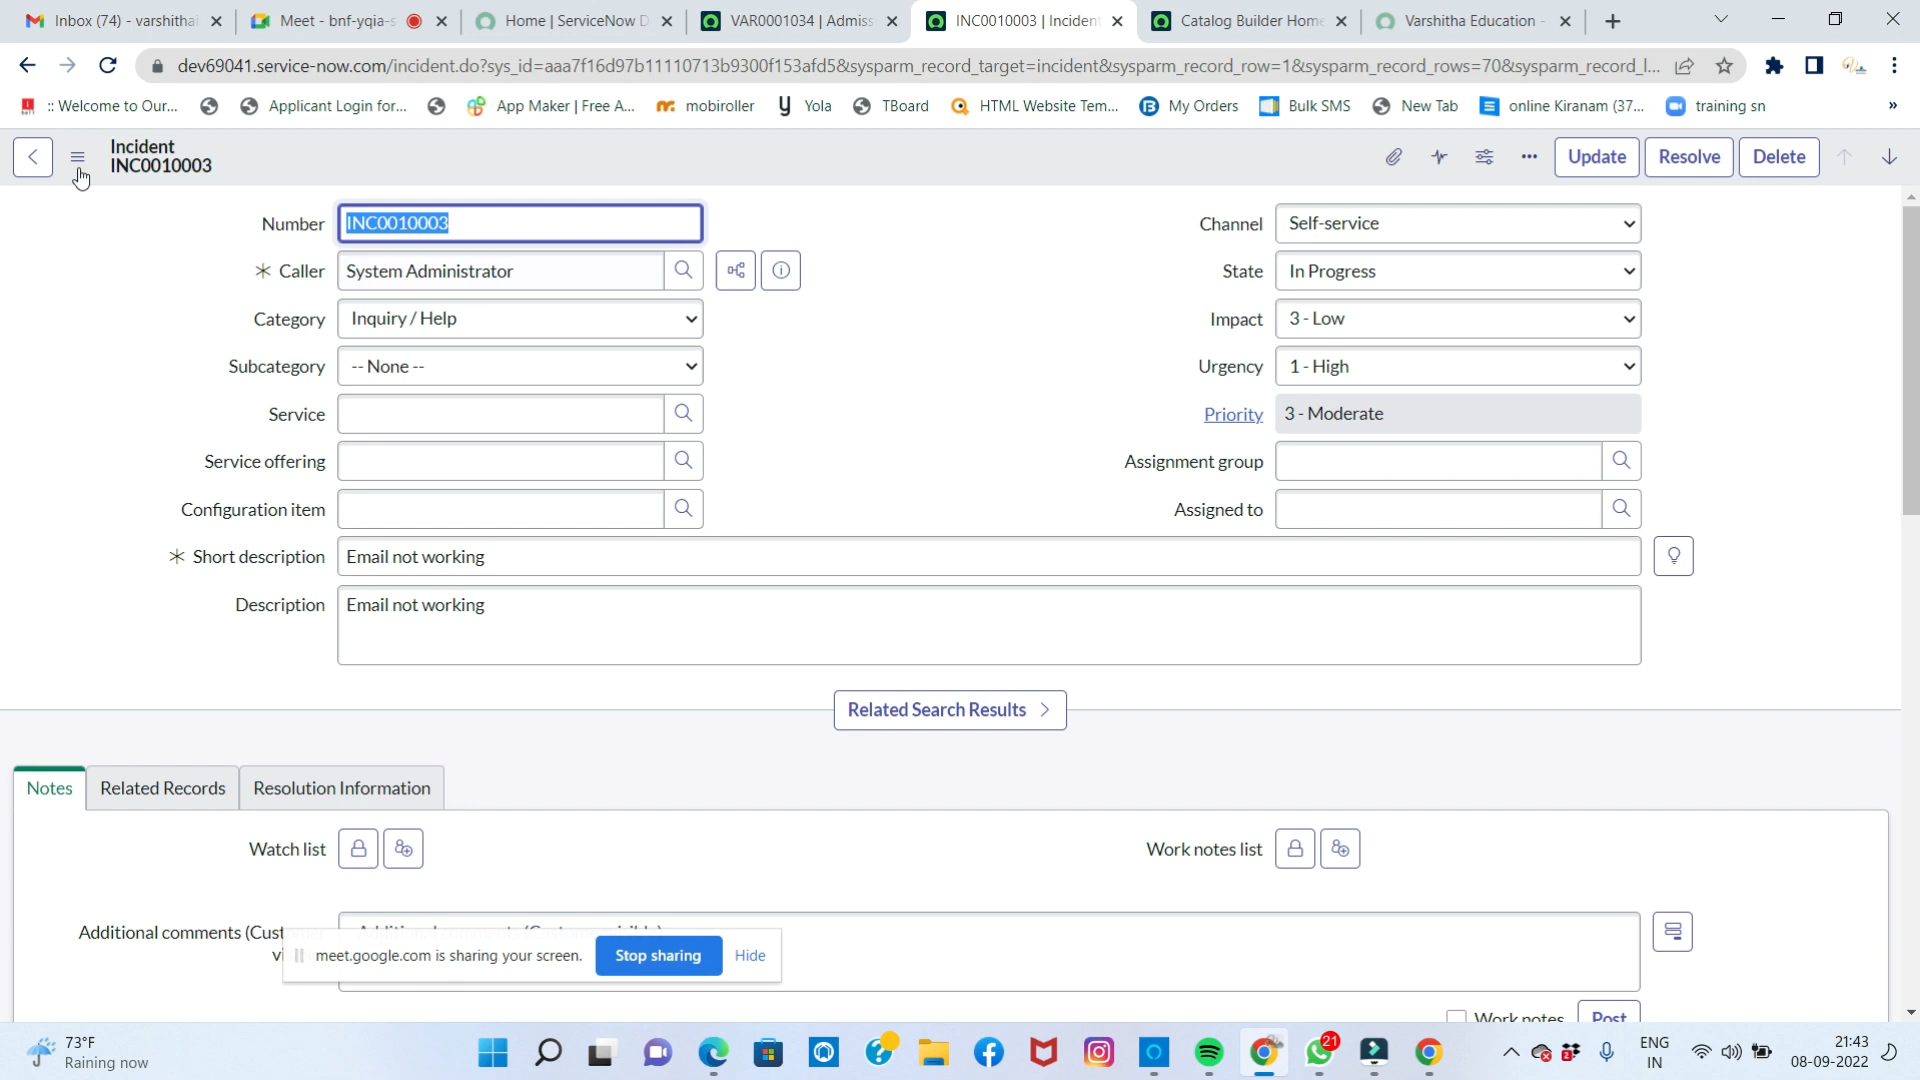 Inbox (74) - varshithai
Meet - bnf-yqia-s
Home | ServiceNow D
VAR0001034 | Admiss
INC0010003 | Incident
Catalog Builder Home
Varshitha Education -
dev69041.service-now.com/incident.do?sys_id=aaa7f16d97b11110713b9300f153afd5&sysparm_record_target=incident&sysparm_record_row=1&sysparm_record_rows=70&sysparm_record_l...
:: Welcome to Our...
Applicant Login for...
App Maker | Free A...
mobiroller
Yola
TBoard
HTML Website Tem...
My Orders
Bulk SMS
New Tab
online Kiranam (37...
training sn
»
Incident
INC0010003
Update
Resolve
Delete
Number INC0010003
Channel Self-service
Caller System Administrator
State In Progress
Category Inquiry / Help
Impact 3 - Low
Subcategory -- None --
Urgency 1 - High
Service
Priority 3 - Moderate
Service offering
Assignment group
Configuration item
Assigned to
Short description Email not working
Description Email not working
Related Search Results
Notes
Related Records
Resolution Information
Watch list
Work notes list
Additional comments (Cust
meet.google.com is sharing your screen.
Stop sharing
Hide
Work notes
Post
73°F
Raining now
21
ENG
IN
21:43
08-09-2022